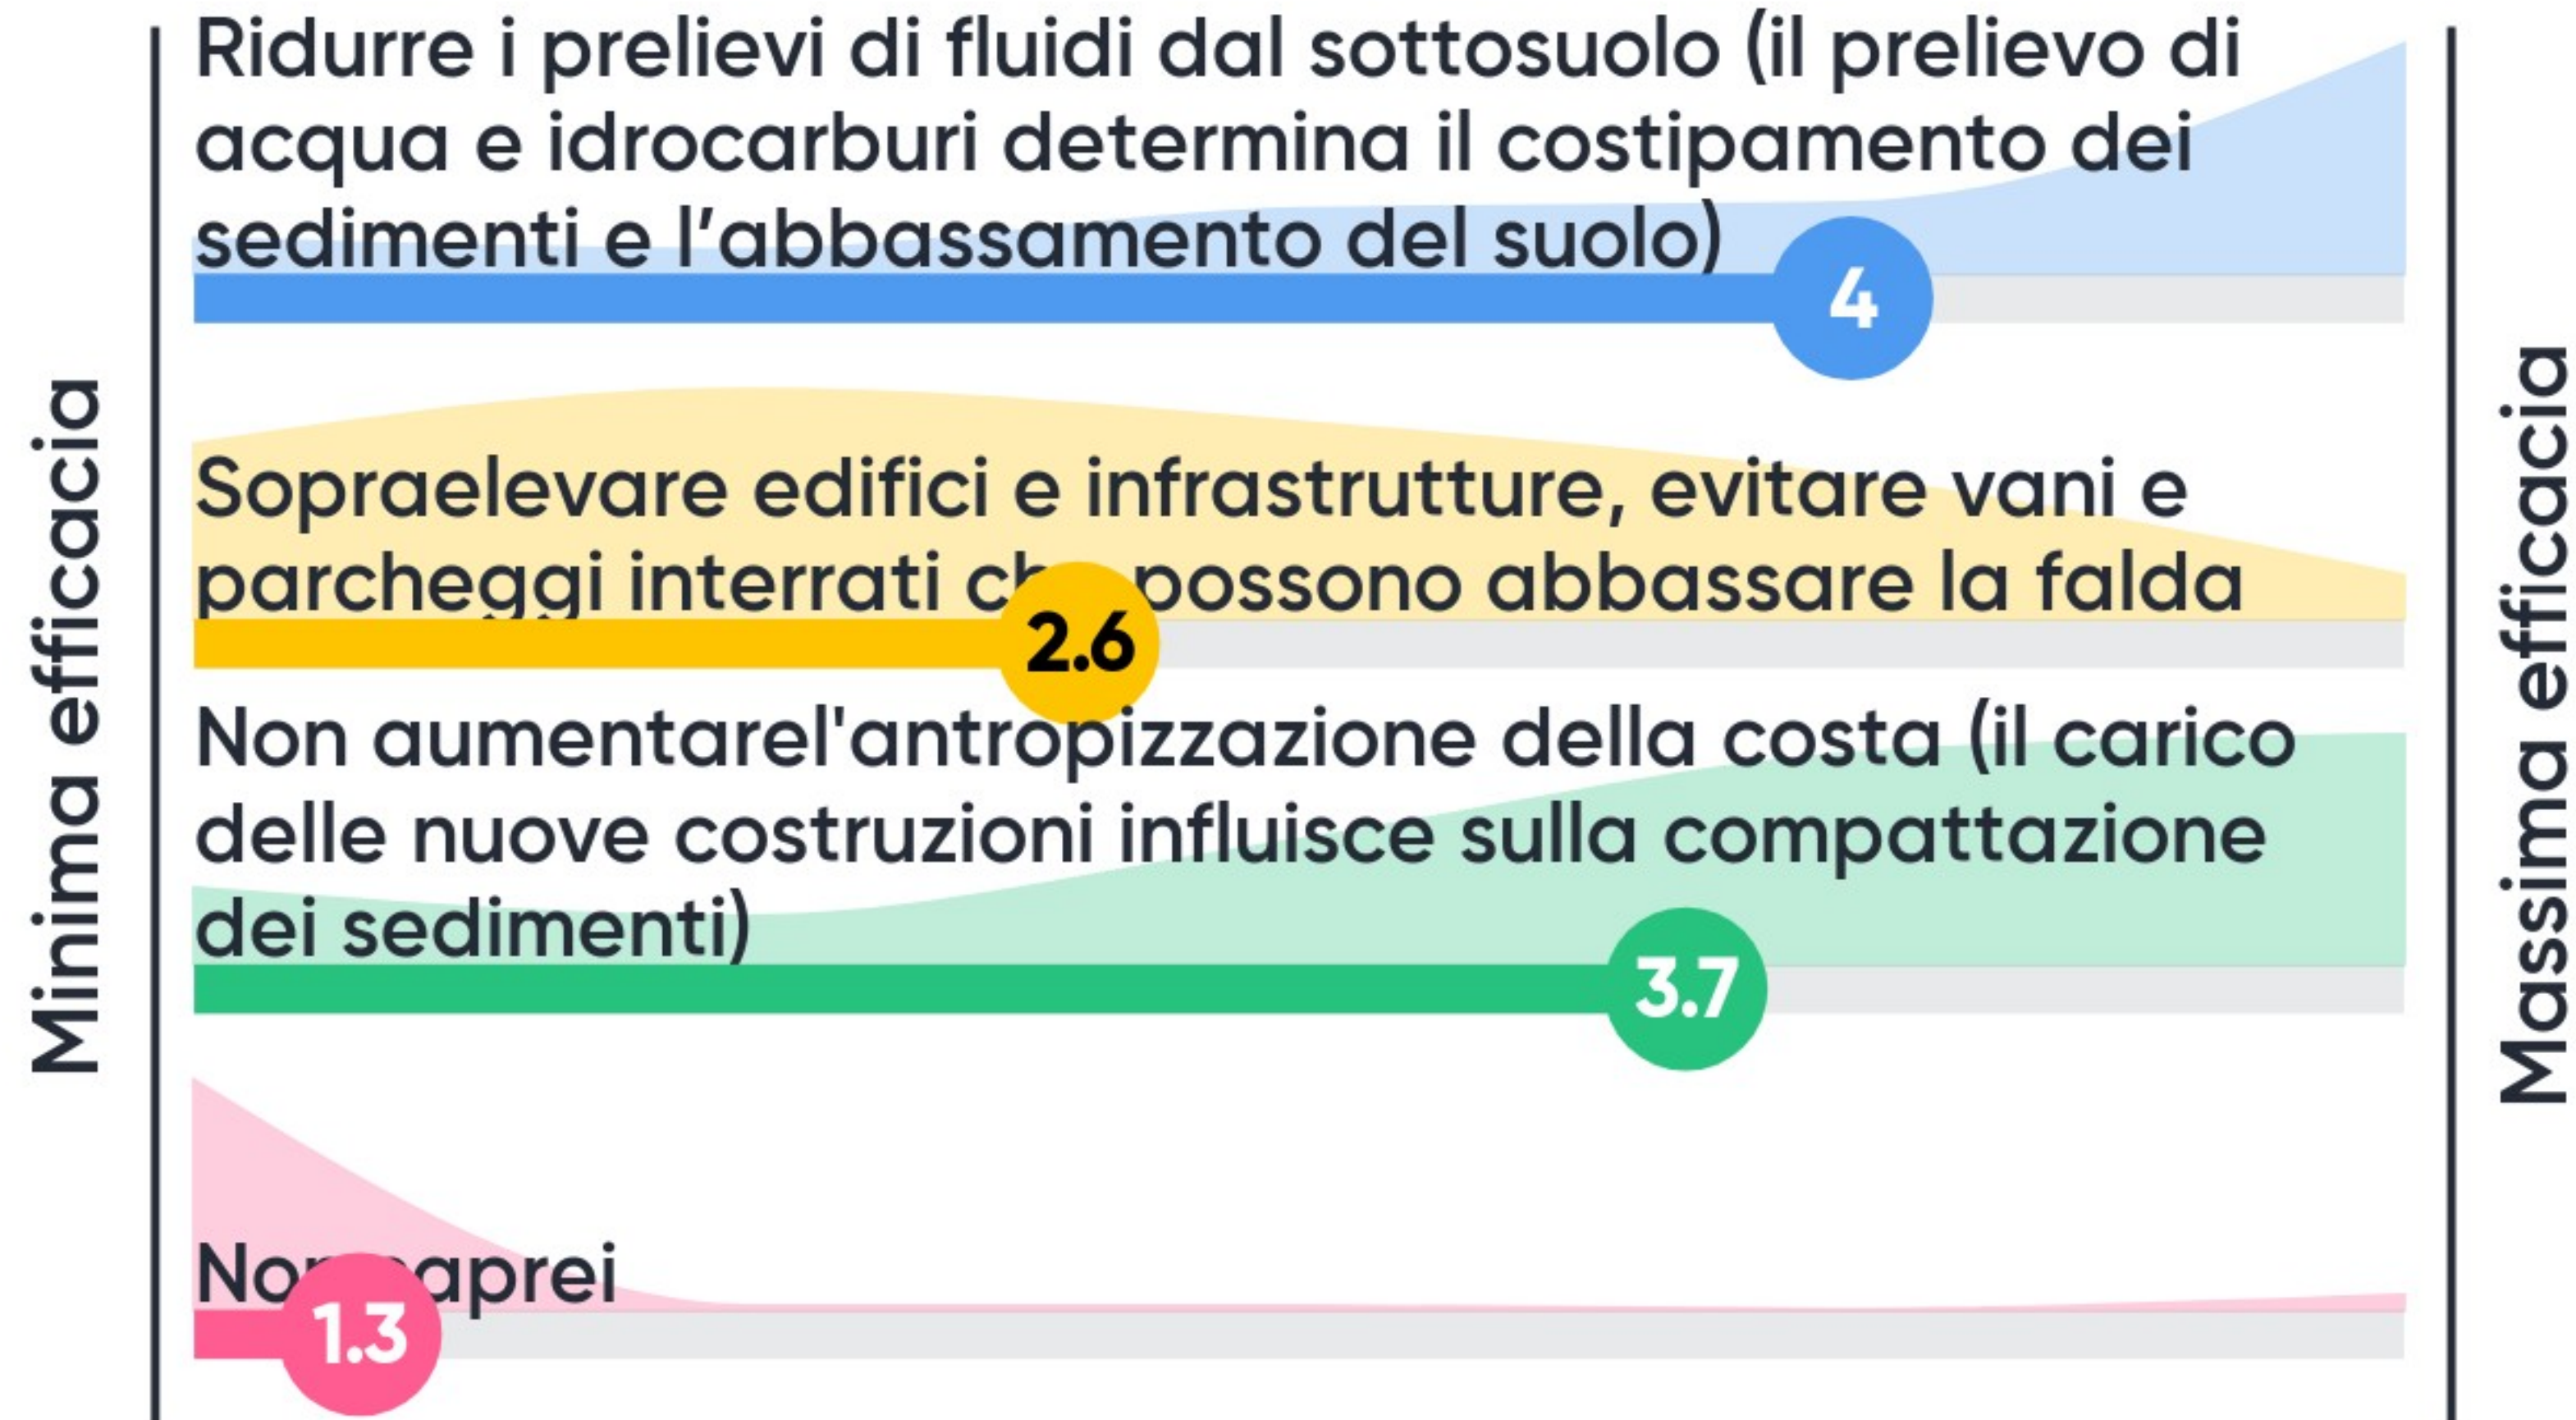 Ridurre i prelievi di fluidi dal sottosuolo (il prelievo di
acqua e idrocarburi determina il costipamento dei
sedimenti e l’abbassamento del suolo)
4
Sopraelevare edifici e infrastrutture, evitare vani e
parcheggi interrati possono abbassare la falda
2.6
Non aumentarel'antropizzazione della costa (il carico
delle nuove costruzioni influisce sulla compattazione
dei sedimenti)
3.7
Non saprei
1.3
Minima efficacia
Massima efficacia